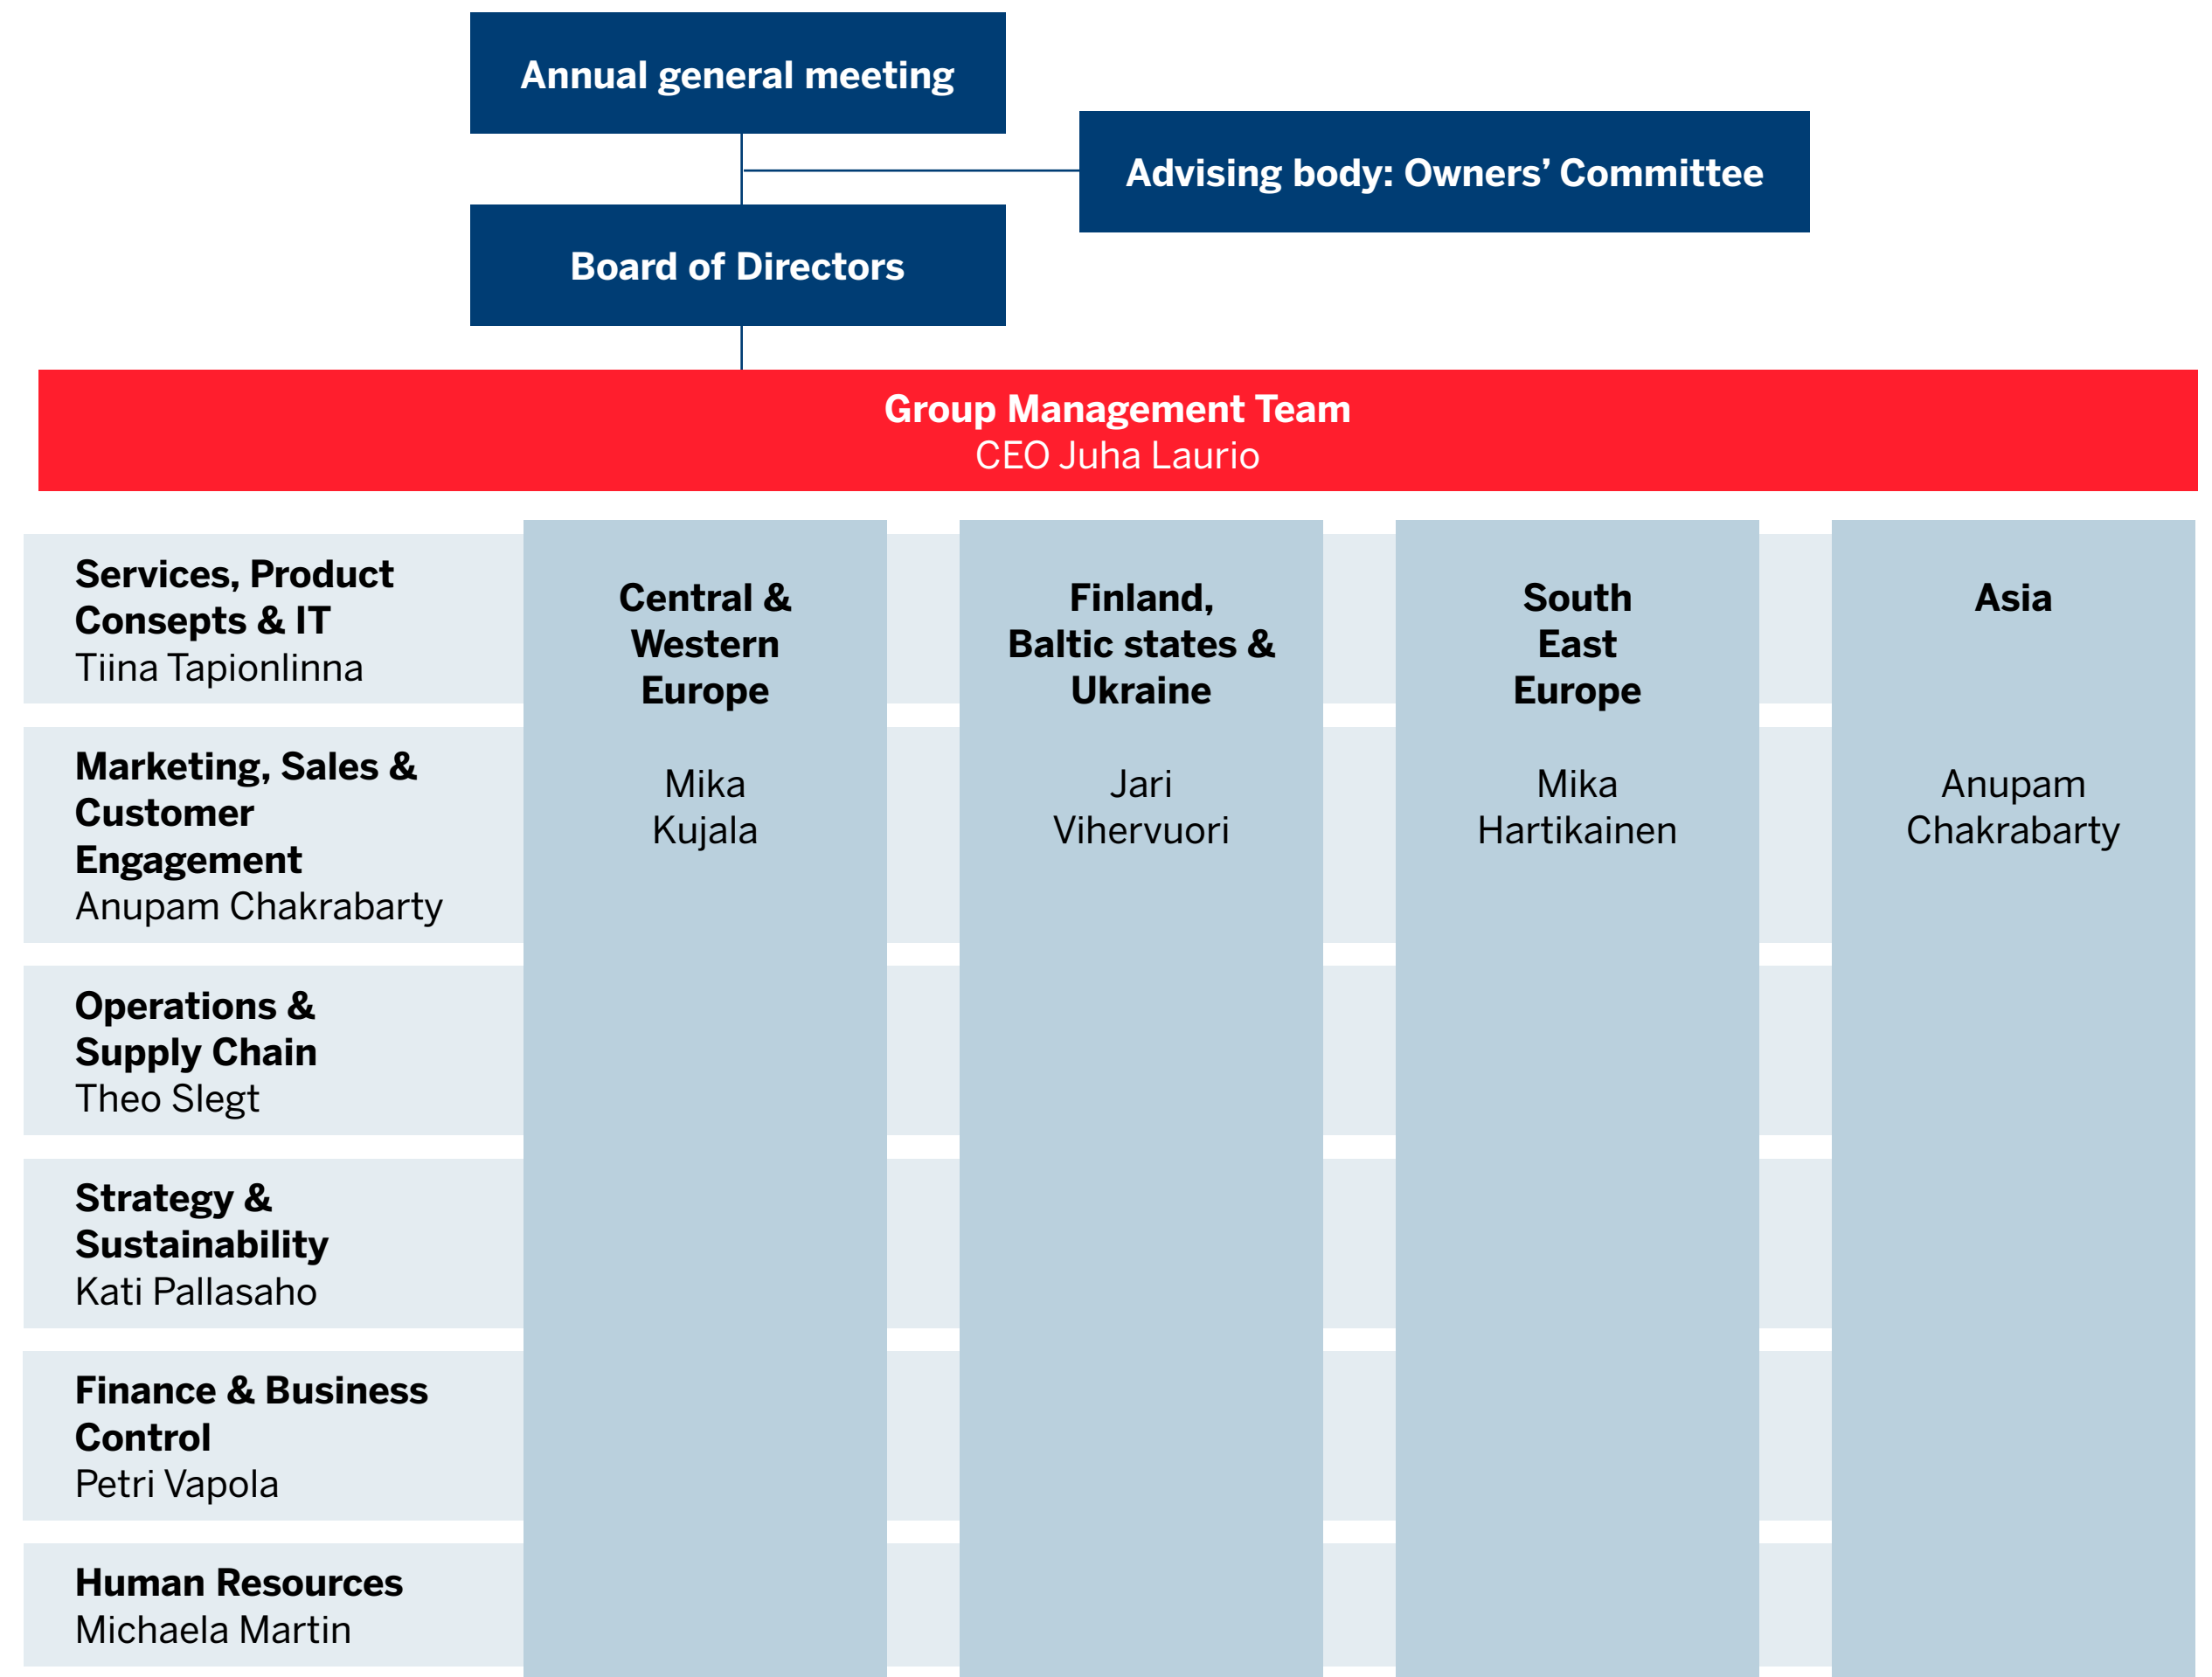 Annual general meeting
Advising body: Owners’ Committee
Board of Directors
Group Management Team
CEO Juha Laurio
Services, Product
Consepts & IT
Tiina Tapionlinna
Marketing, Sales &
Customer
Engagement
Anupam Chakrabarty
Operations &
Supply Chain
Theo Slegt
Strategy &
Sustainability
Kati Pallasaho
Finance & Business
Control
Petri Vapola
Human Resources
Michaela Martin
Central &
Western
Europe
Mika
Kujala
Finland,
Baltic states &
Ukraine
Jari
Vihervuori
South
East
Europe
Mika
Hartikainen
Asia
Anupam
Chakrabarty